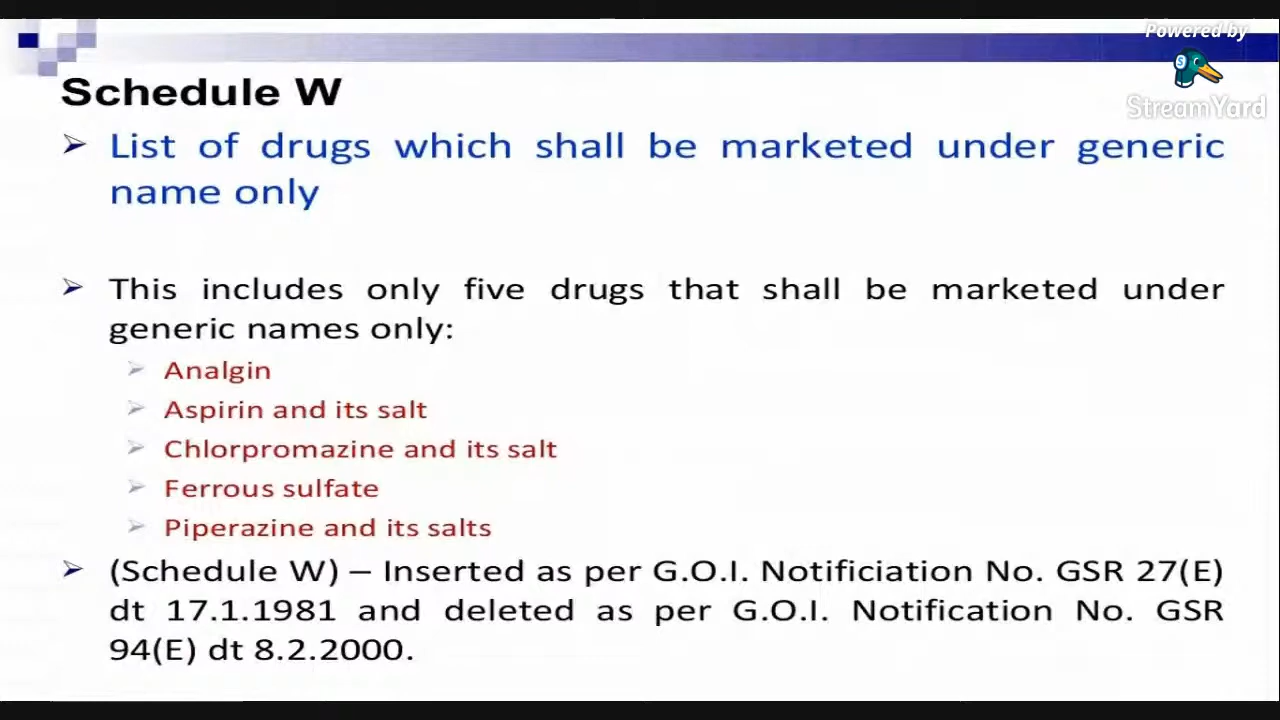 Powered by
StreamYard
Schedule W
➢ List of drugs which shall be marketed under generic
name only
➢ This includes only five drugs that shall be marketed under
generic names only:
➢ Analgin
➢ Aspirin and its salt
➢ Chlorpromazine and its salt
➢ Ferrous sulfate
➢ Piperazine and its salts
➢ (Schedule W) – Inserted as per G.O.I. Notificiation No. GSR 27(E)
dt 17.1.1981 and deleted as per G.O.I. Notification No. GSR
94(E) dt 8.2.2000.